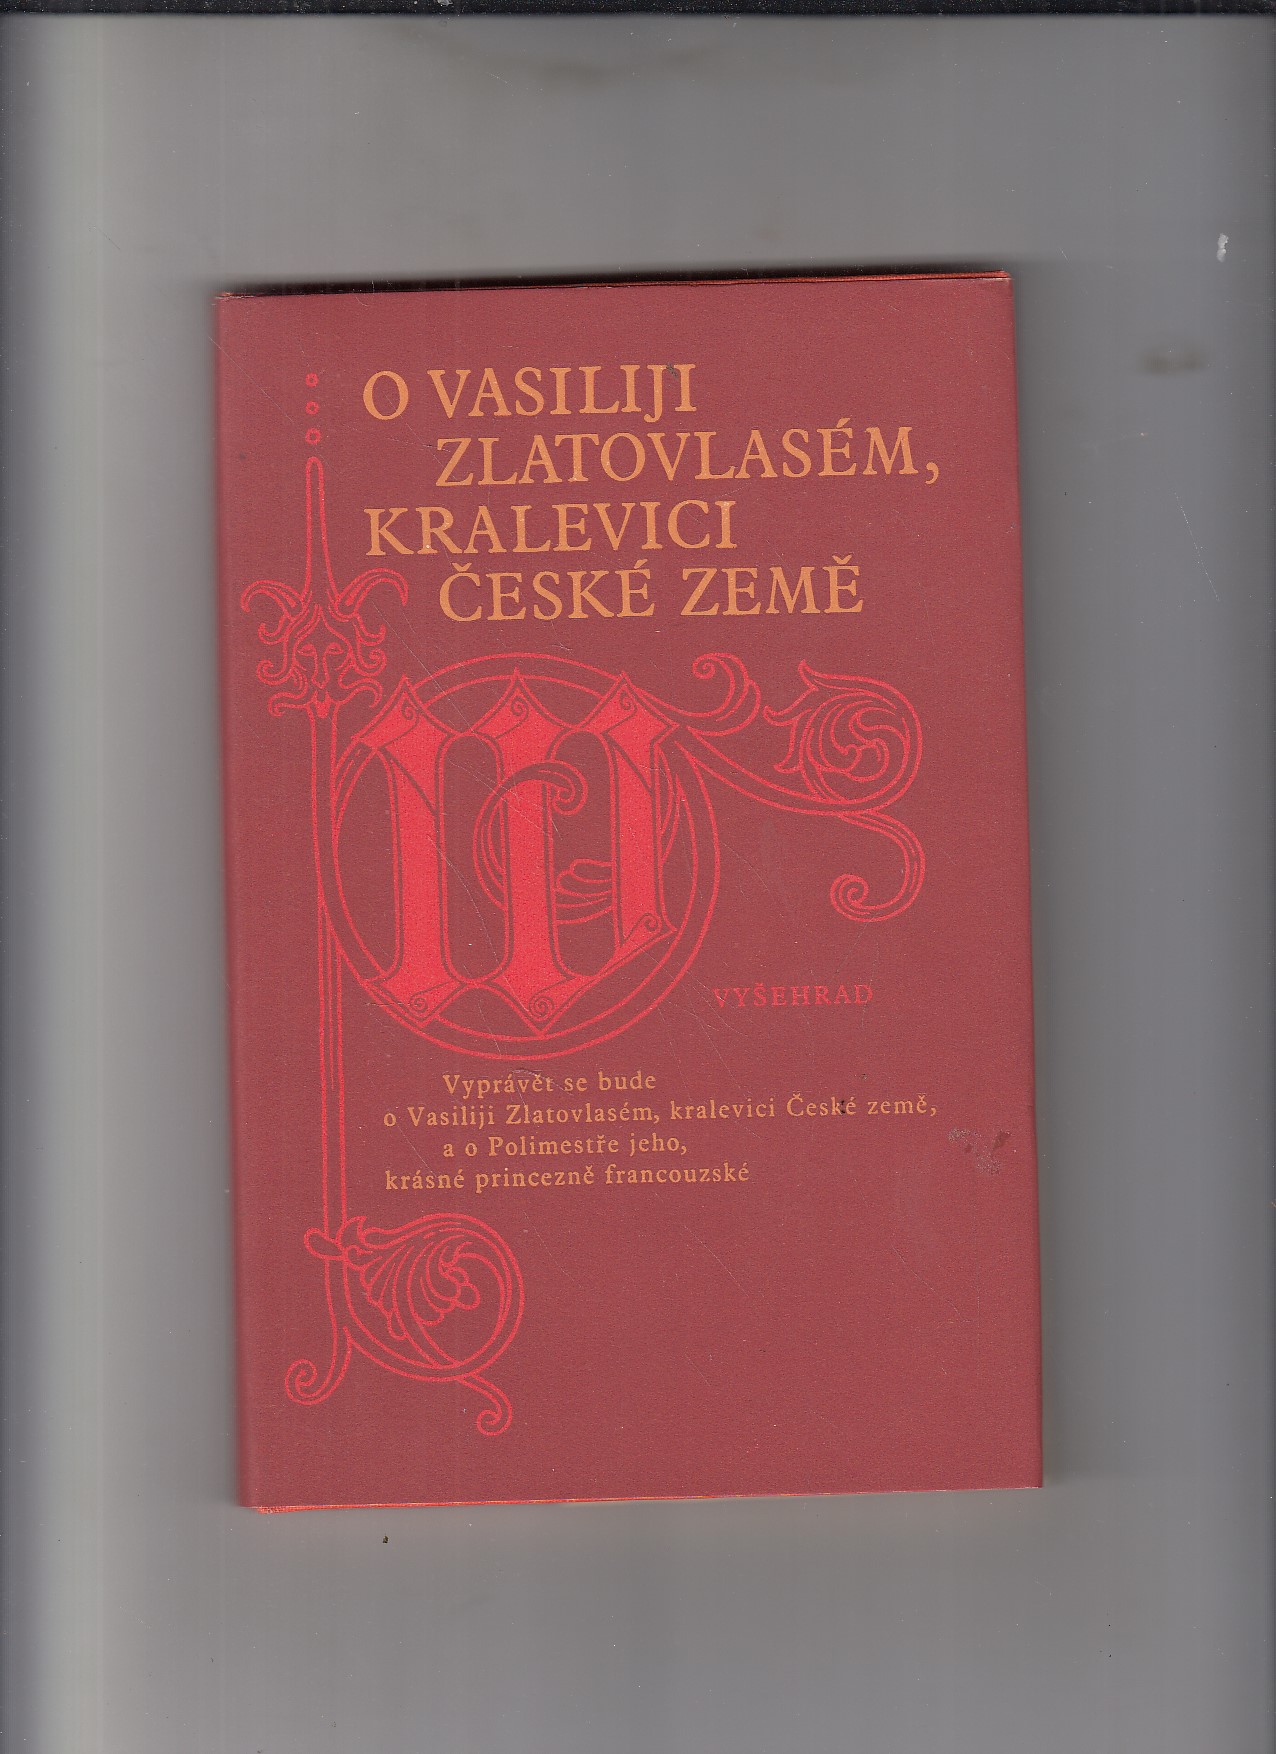 O VASILIJI
ZLATOVLASÉM,
KRALEVICI
ČESKÉ ZEMĚ
VYŠEHRAD
Vyprávět se bude
o Vasiliji Zlatovlasém, kralevici České země,
a o Polimestře jeho,
krásné princezně francouzské